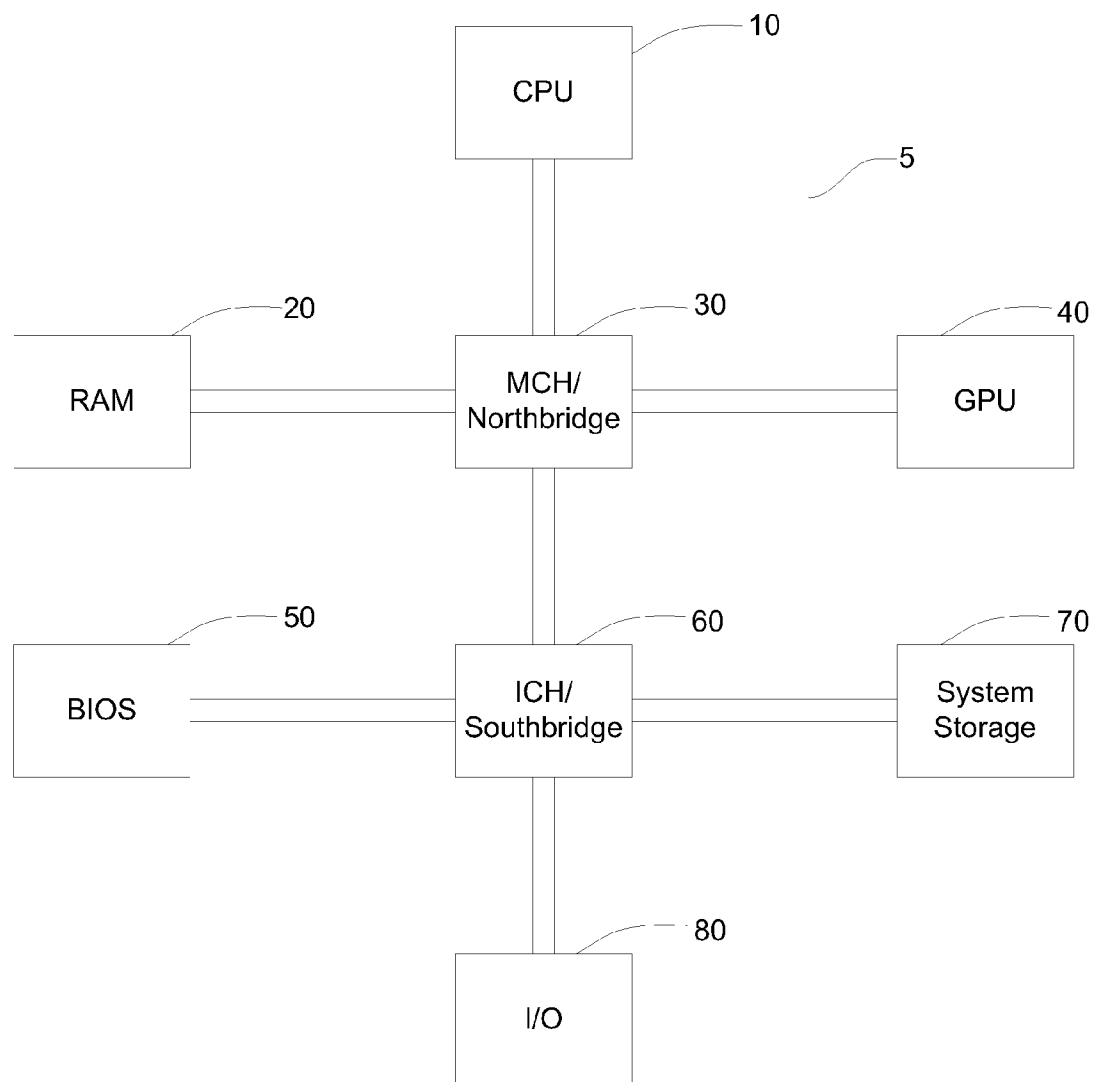 10
CPU
5
20
30
40
RAM
MCH/
Northbridge
GPU
50
60
70
BIOS
ICH/
Southbridge
System
Storage
80
I/O